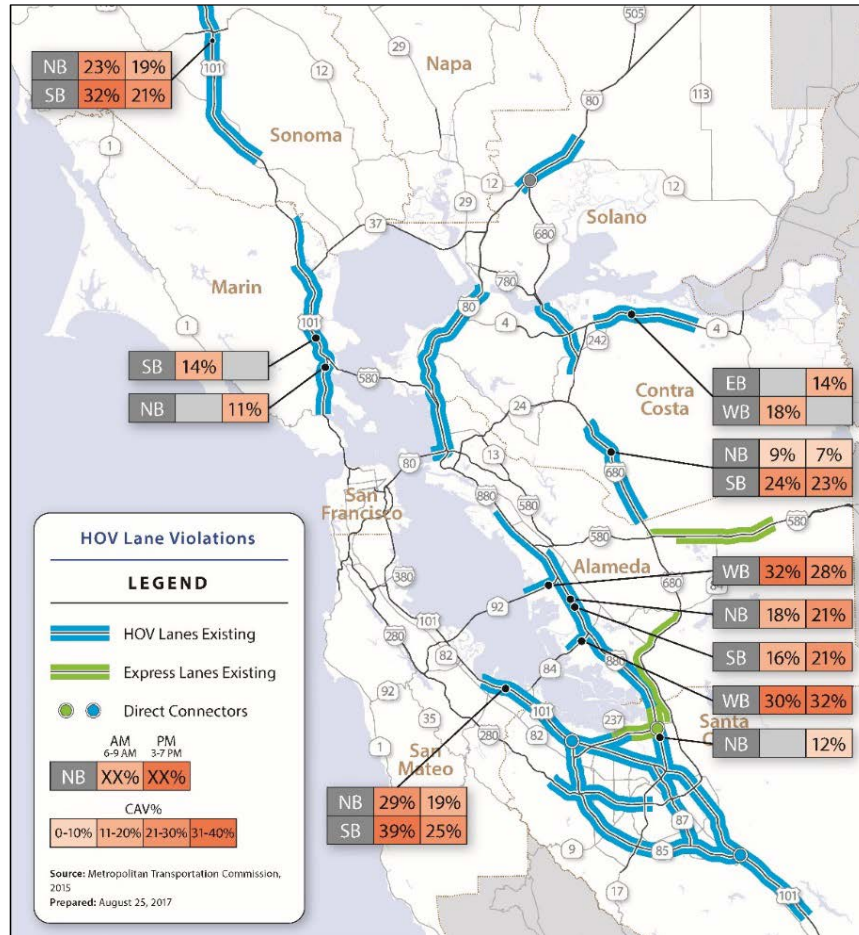 505
29
101
Napa
NB 23% 19%
SB 32% 21%
12
80
113
Sonoma
1
12
29
12
37
Solano
680
Marin
780
80
101
4
4
1
242
SB 14%
580
NB 11%
Contra
Costa
EB 14%
WB 18%
24
13
80
680
NB 9% 7%
SB 24% 23%
San
Francisco
880
580
580
580
HOV Lane Violations
LEGEND
HOV Lanes Existing
Express Lanes Existing
Direct Connectors
AM PM
6-9 AM 3-7 PM
NB XX% XX%
CAV%
0-10% 11-20% 21-30% 31-40%
Source: Metropolitan Transportation Commission,
2015
Prepared: August 25, 2017
Alameda
380
92
680
84
WB 32% 28%
101
280
NB 18% 21%
82
84
880
SB 16% 21%
92
WB 30% 32%
35
101
237
Santa
1
280
82
San
Mateo
NB 12%
NB 29% 19%
SB 39% 25%
87
9
85
17
101